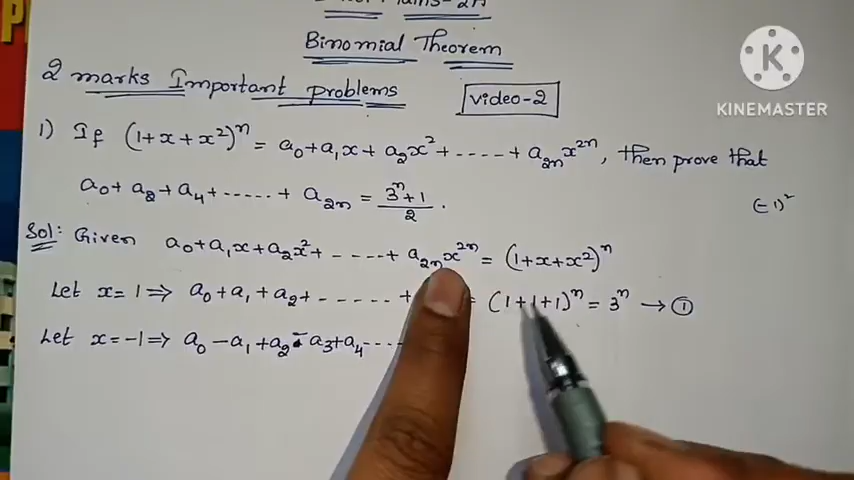 Binomial Theorem
2 marks Important problems
video-2
K
KINEMASTER
1) If (1+x+x²)ⁿ = a₀+a₁x+a₂x²+-----+a₂ₙx²ⁿ, then prove that
a₀+a₂+a₄+------+ a₂ₙ = (3ⁿ+1)/2.
(-1)²
Sol: Given a₀+a₁x+a₂x²+-----+a₂ₙx²ⁿ = (1+x+x²)ⁿ
Let x=1 ⇒ a₀+a₁+a₂+------+ = (1+1+1)ⁿ = 3ⁿ → ①
Let x=-1 ⇒ a₀-a₁+a₂-a₃+a₄----